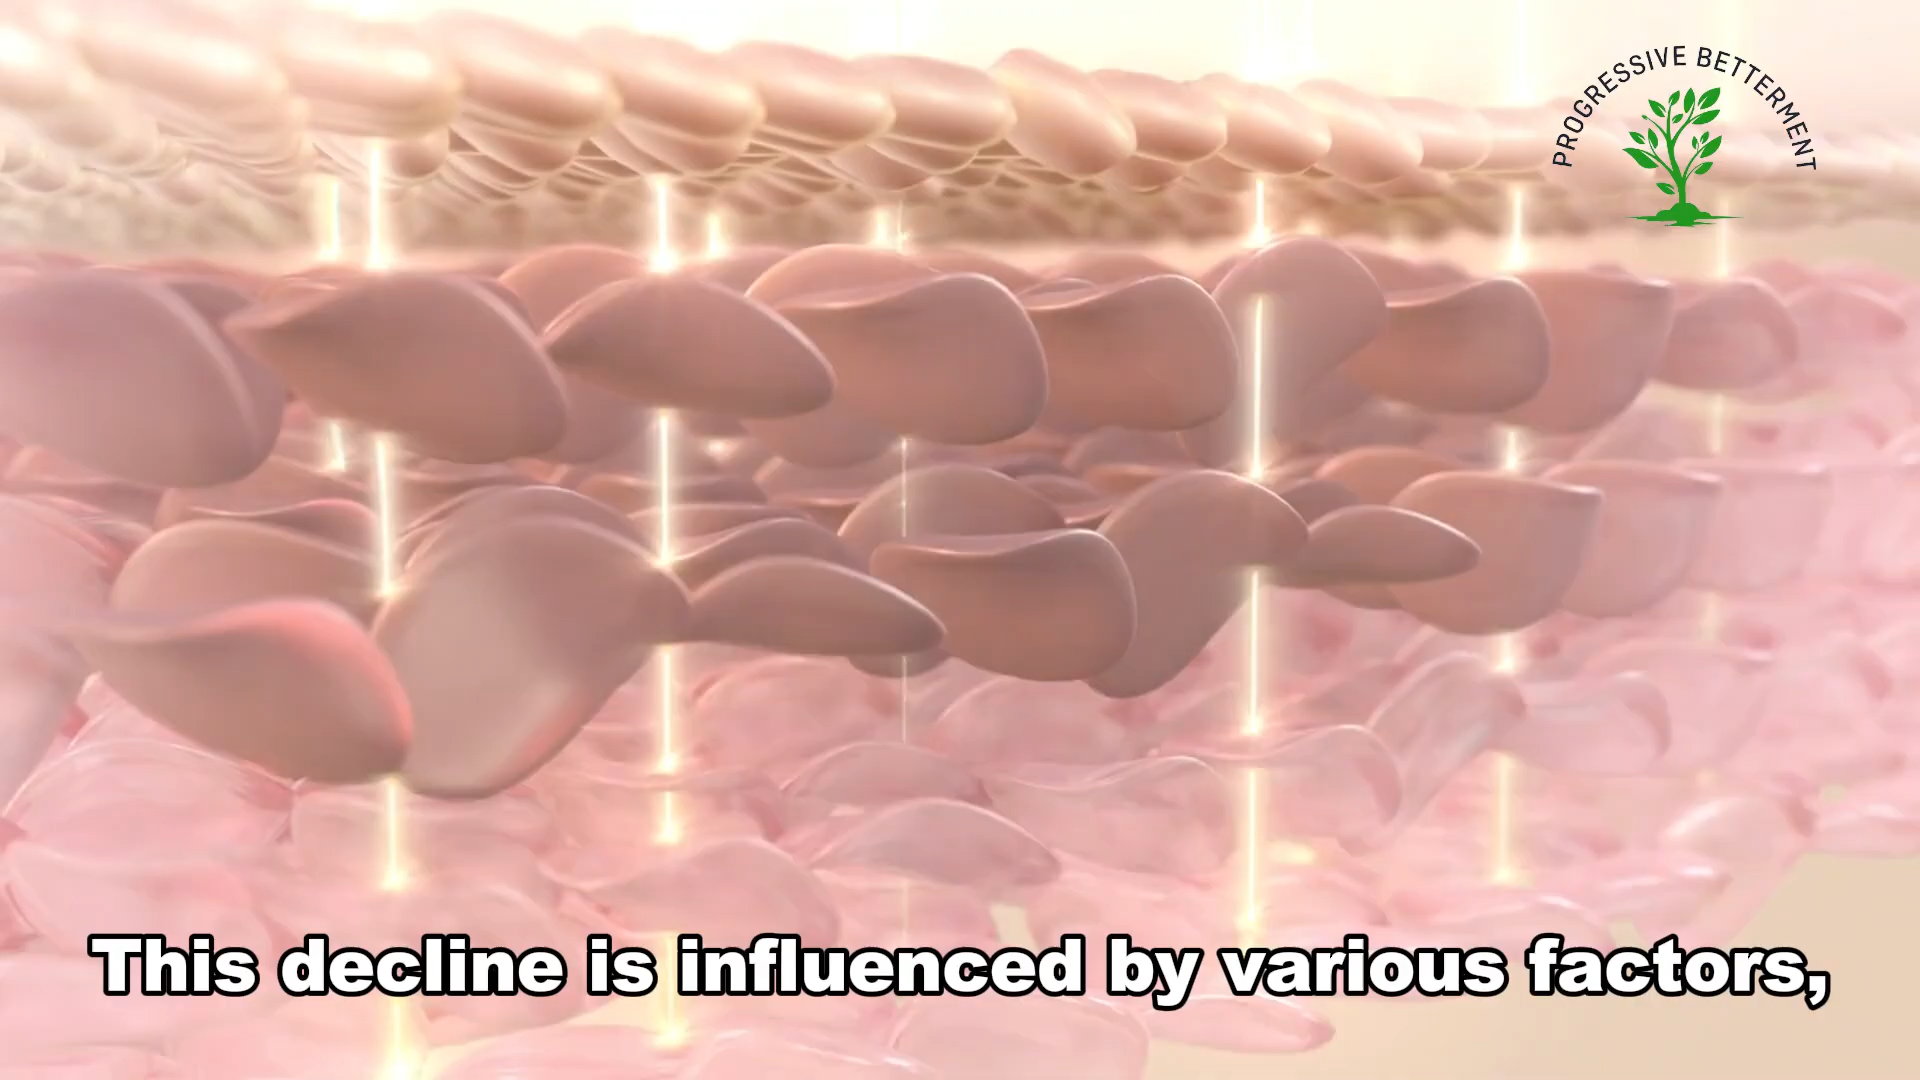 PROGRESSIVE BETTERMENT
This decline is influenced by various factors,